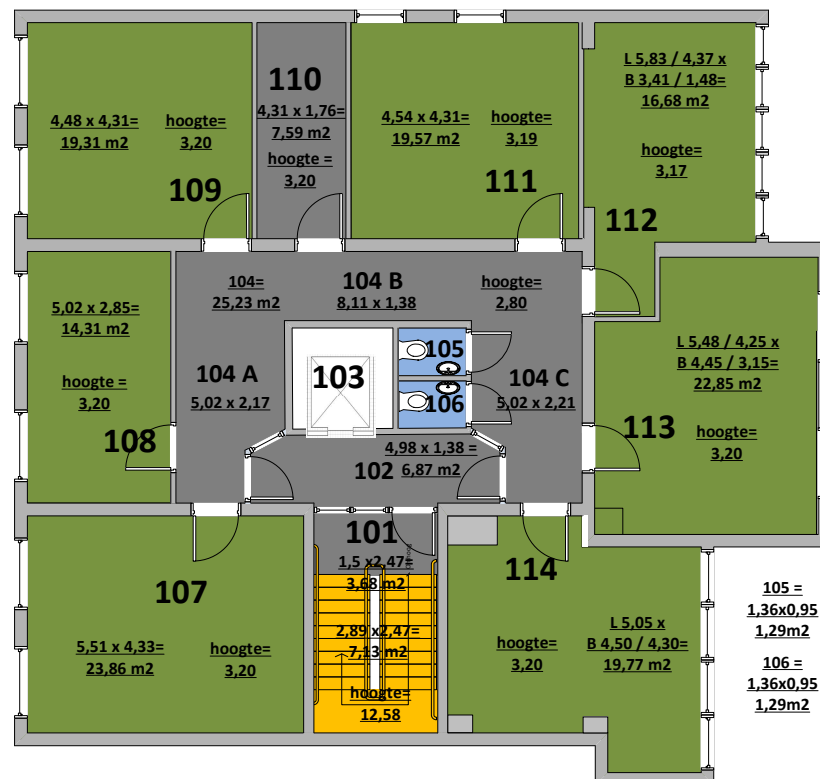 110
4,31 x 1,76=
7,59 m2
hoogte =
3,20
L 5,83 / 4,37 x
B 3,41 / 1,48=
16,68 m2
hoogte=
3,17
112
4,48 x 4,31=
19,31 m2
hoogte=
3,20
109
4,54 x 4,31=
19,57 m2
hoogte=
3,19
111
104=
25,23 m2
104 B
8,11 x 1,38
hoogte=
2,80
5,02 x 2,85=
14,31 m2
hoogte =
3,20
108
104 A
5,02 x 2,17
103
105
106
104 C
5,02 x 2,21
L 5,48 / 4,25 x
B 4,45 / 3,15=
22,85 m2
hoogte=
3,20
113
4,98 x 1,38 =
6,87 m2
102
101
1,5 x2,47=
3,68 m2
2,89 x2,47=
7,13 m2
hoogte=
12,58
107
5,51 x 4,33=
23,86 m2
hoogte=
3,20
114
hoogte=
3,20
L 5,05 x
B 4,50 / 4,30=
19,77 m2
105 =
1,36x0,95
1,29m2
106 =
1,36x0,95
1,29m2